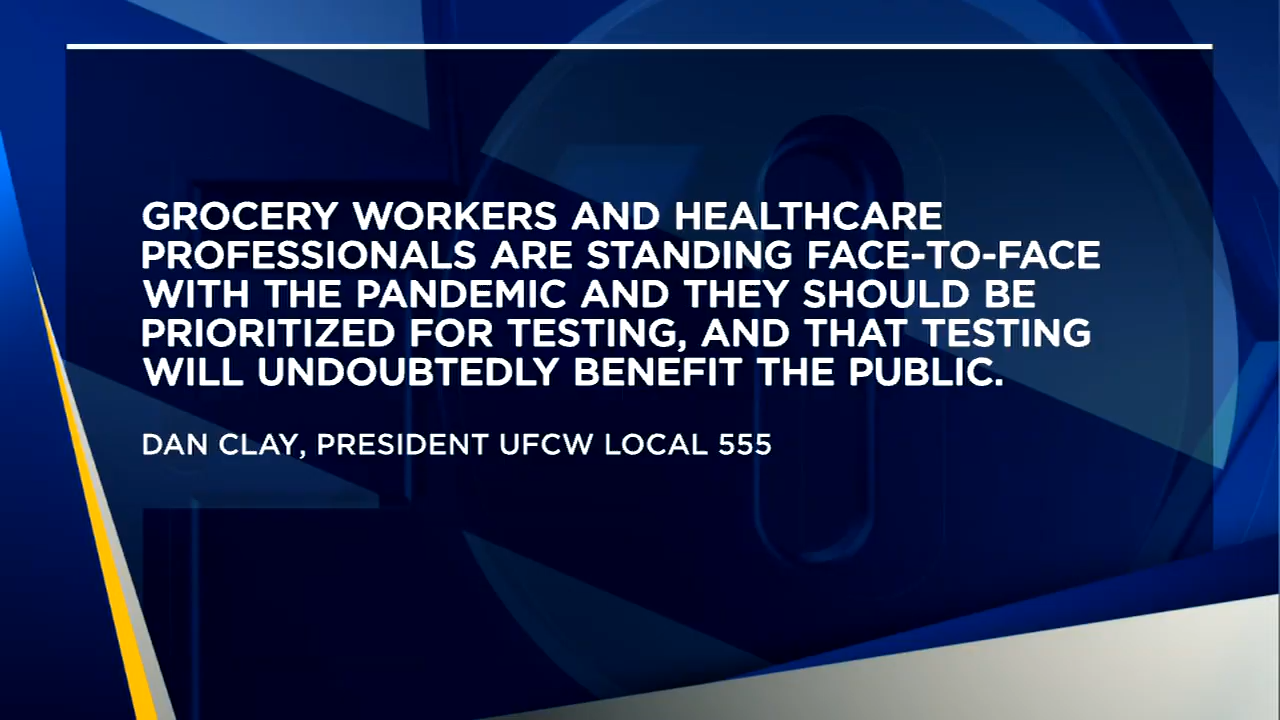 GROCERY WORKERS AND HEALTHCARE
PROFESSIONALS ARE STANDING FACE-TO-FACE
WITH THE PANDEMIC AND THEY SHOULD BE
PRIORITIZED FOR TESTING, AND THAT TESTING
WILL UNDOUBTEDLY BENEFIT THE PUBLIC.
DAN CLAY, PRESIDENT UFCW LOCAL 555